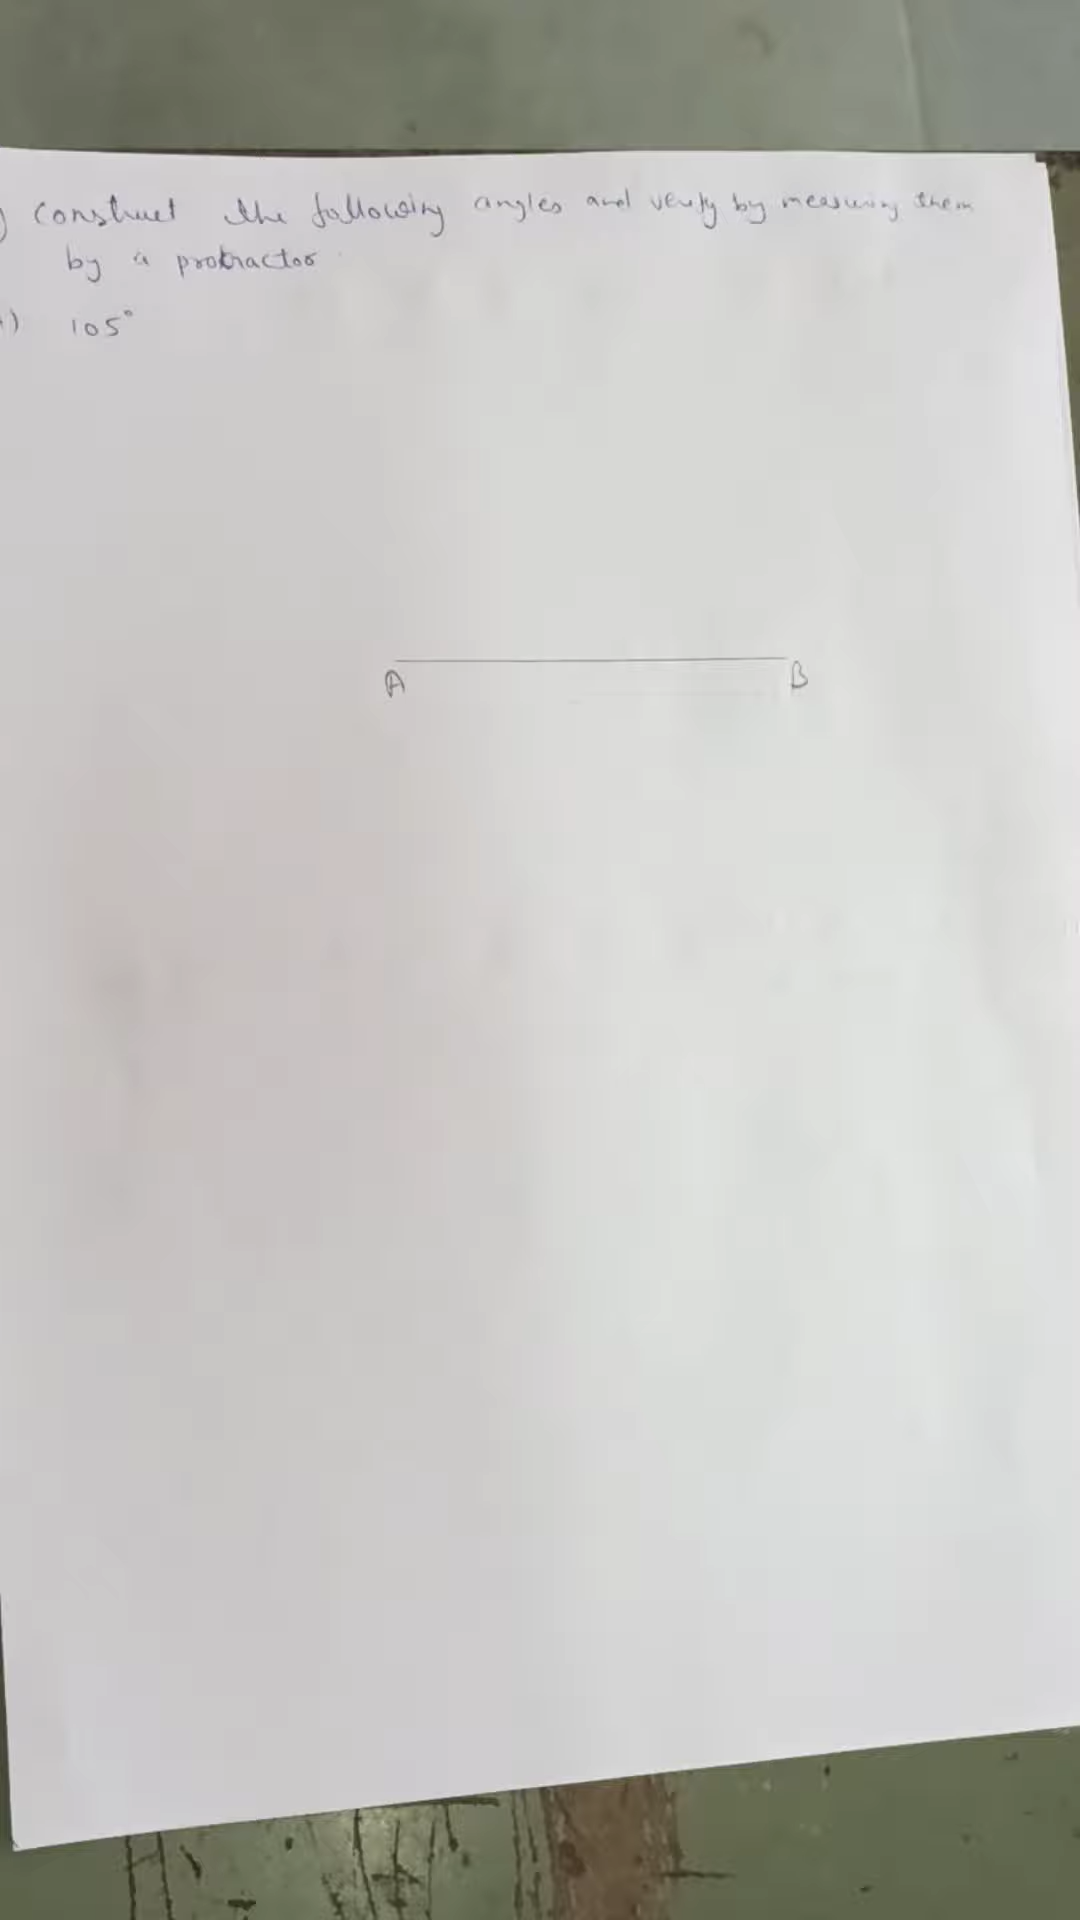 ) construct the following angles and verify by measuring them
by a protractor
) 105°
A B